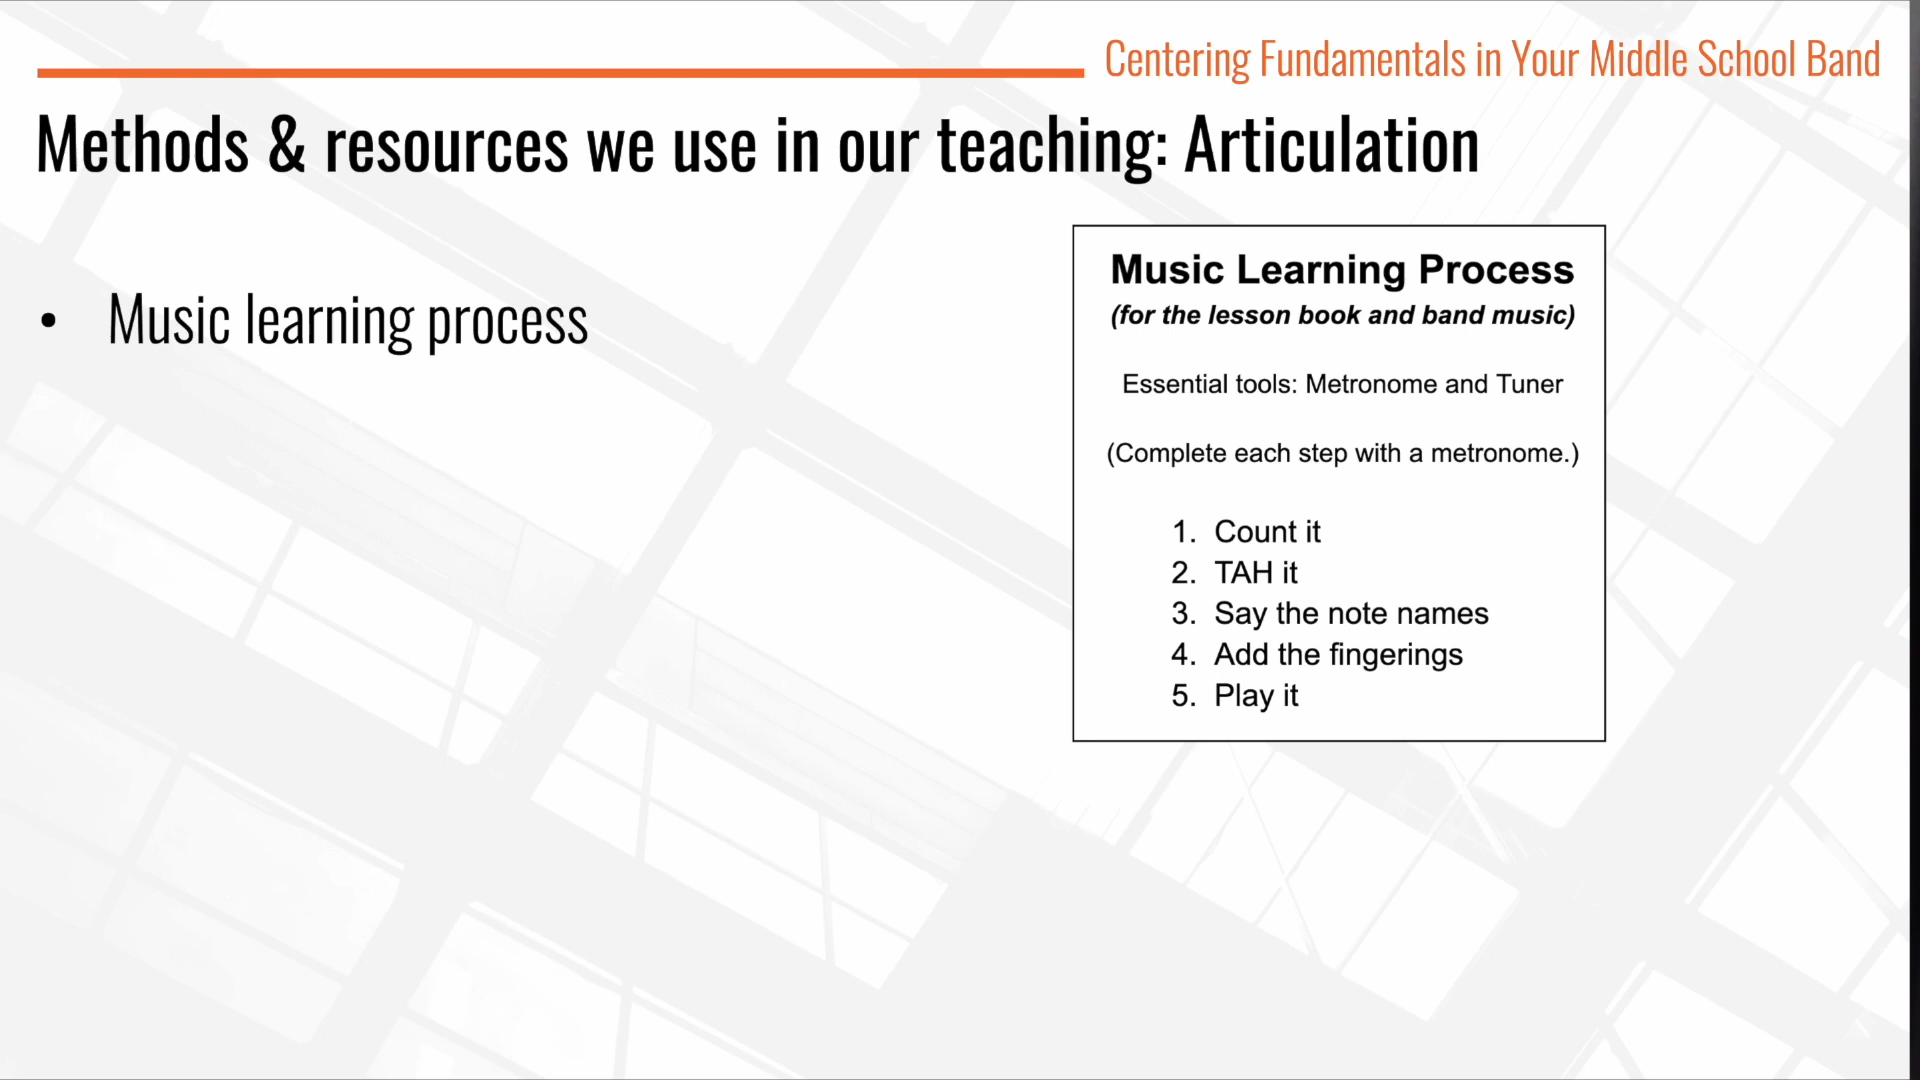 Centering Fundamentals in Your Middle School Band
Methods & resources we use in our teaching: Articulation
• Music learning process
Music Learning Process
(for the lesson book and band music)
Essential tools: Metronome and Tuner
(Complete each step with a metronome.)
1. Count it
2. TAH it
3. Say the note names
4. Add the fingerings
5. Play it